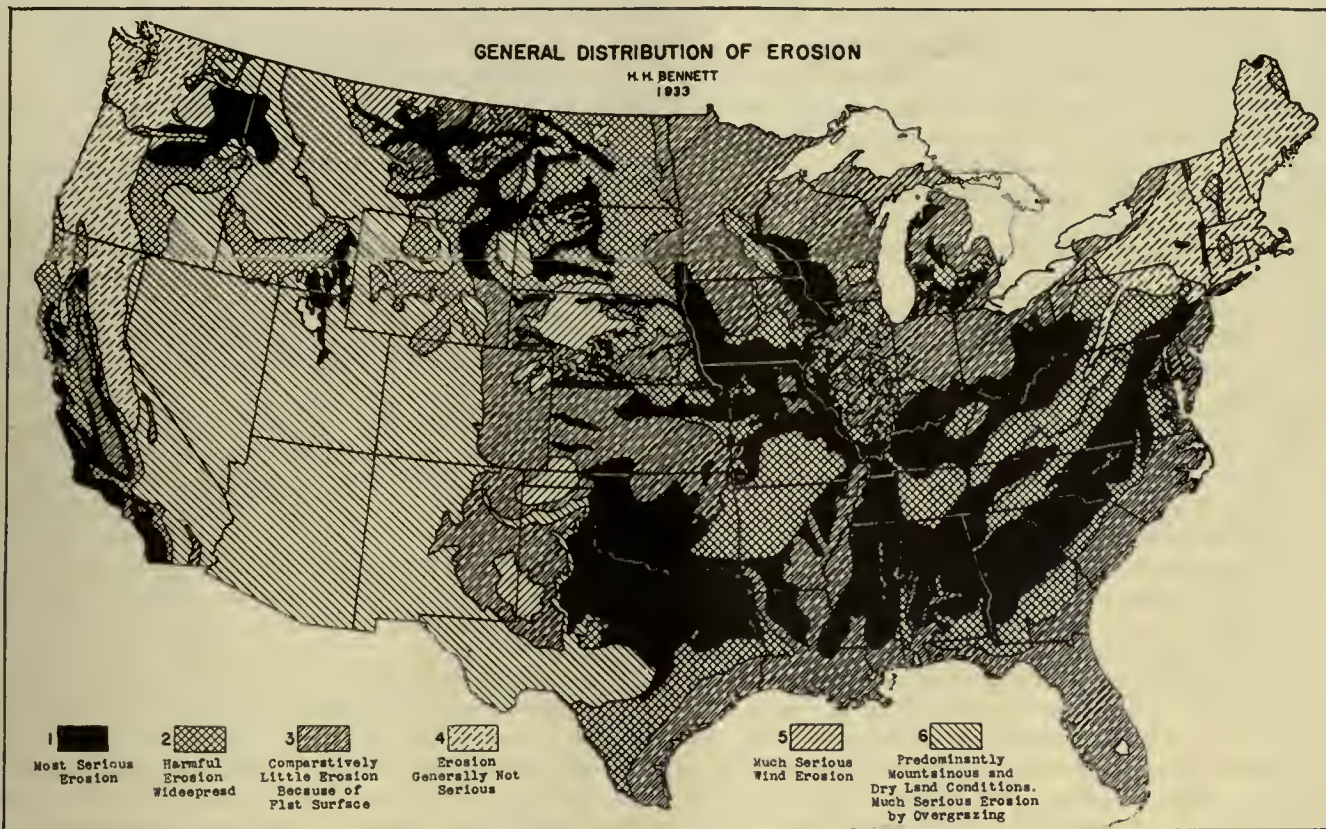 GENERAL DISTRIBUTION OF EROSION
H. H. BENNETT
1933
1
Most Serious
Erosion
2
Harmful
Erosion
Widespread
3
Comparatively
Little Erosion
Because of
Flat Surface
4
Erosion
Generally Not
Serious
5
Much Serious
Wind Erosion
6
Predominantly
Mountainous and
Dry Land Conditions.
Much Serious Erosion
by Overgrazing